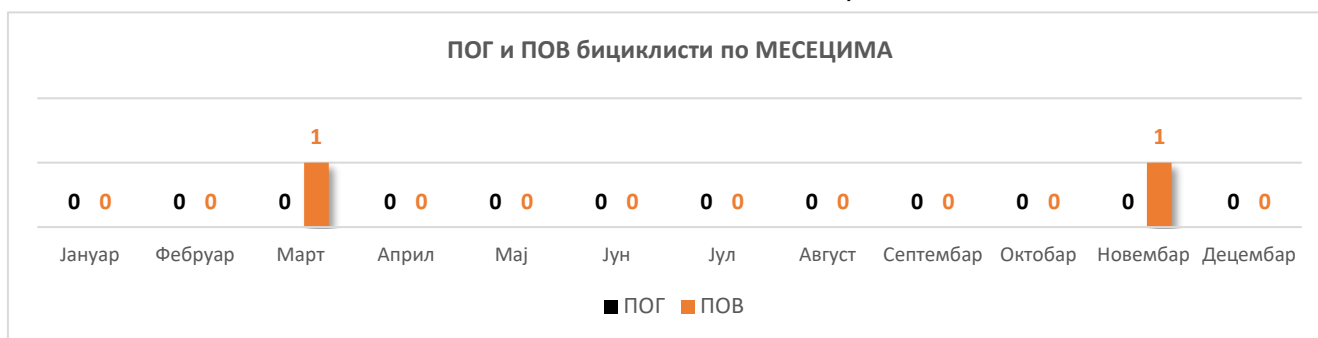 ПОГ и ПОВ бициклисти по МЕСЕЦИМА
1 1
0 0 0 0 0 0 0 0 0 0 0 0 0 0 0 0 0 0 0 0 0 0
Јануар Фебруар Март Април Мај Јун Јул Август Септембар Октобар Новембар Децембар
ПОГ ПОВ